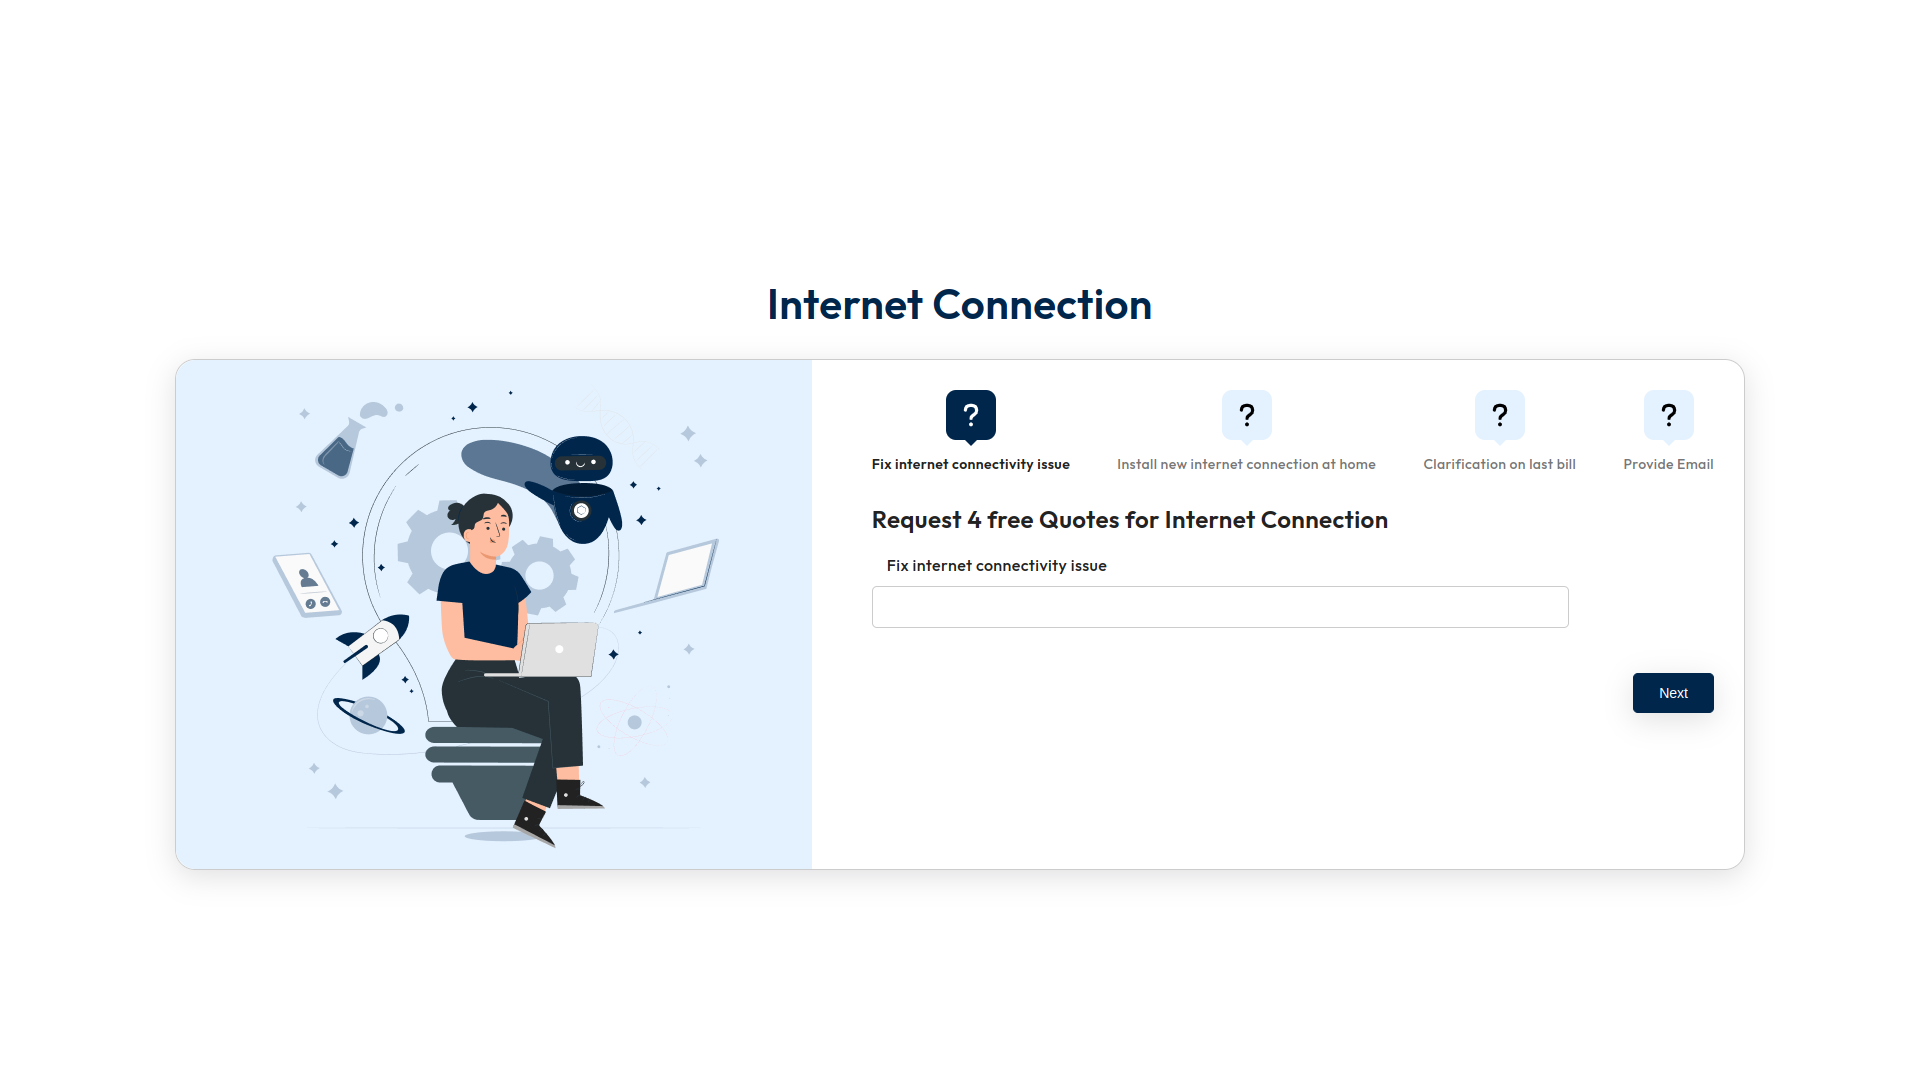 Internet Connection
?
?
?
?
Fix internet connectivity issue
Install new internet connection at home
Clarification on last bill
Provide Email
Request 4 free Quotes for Internet Connection
Fix internet connectivity issue
Next